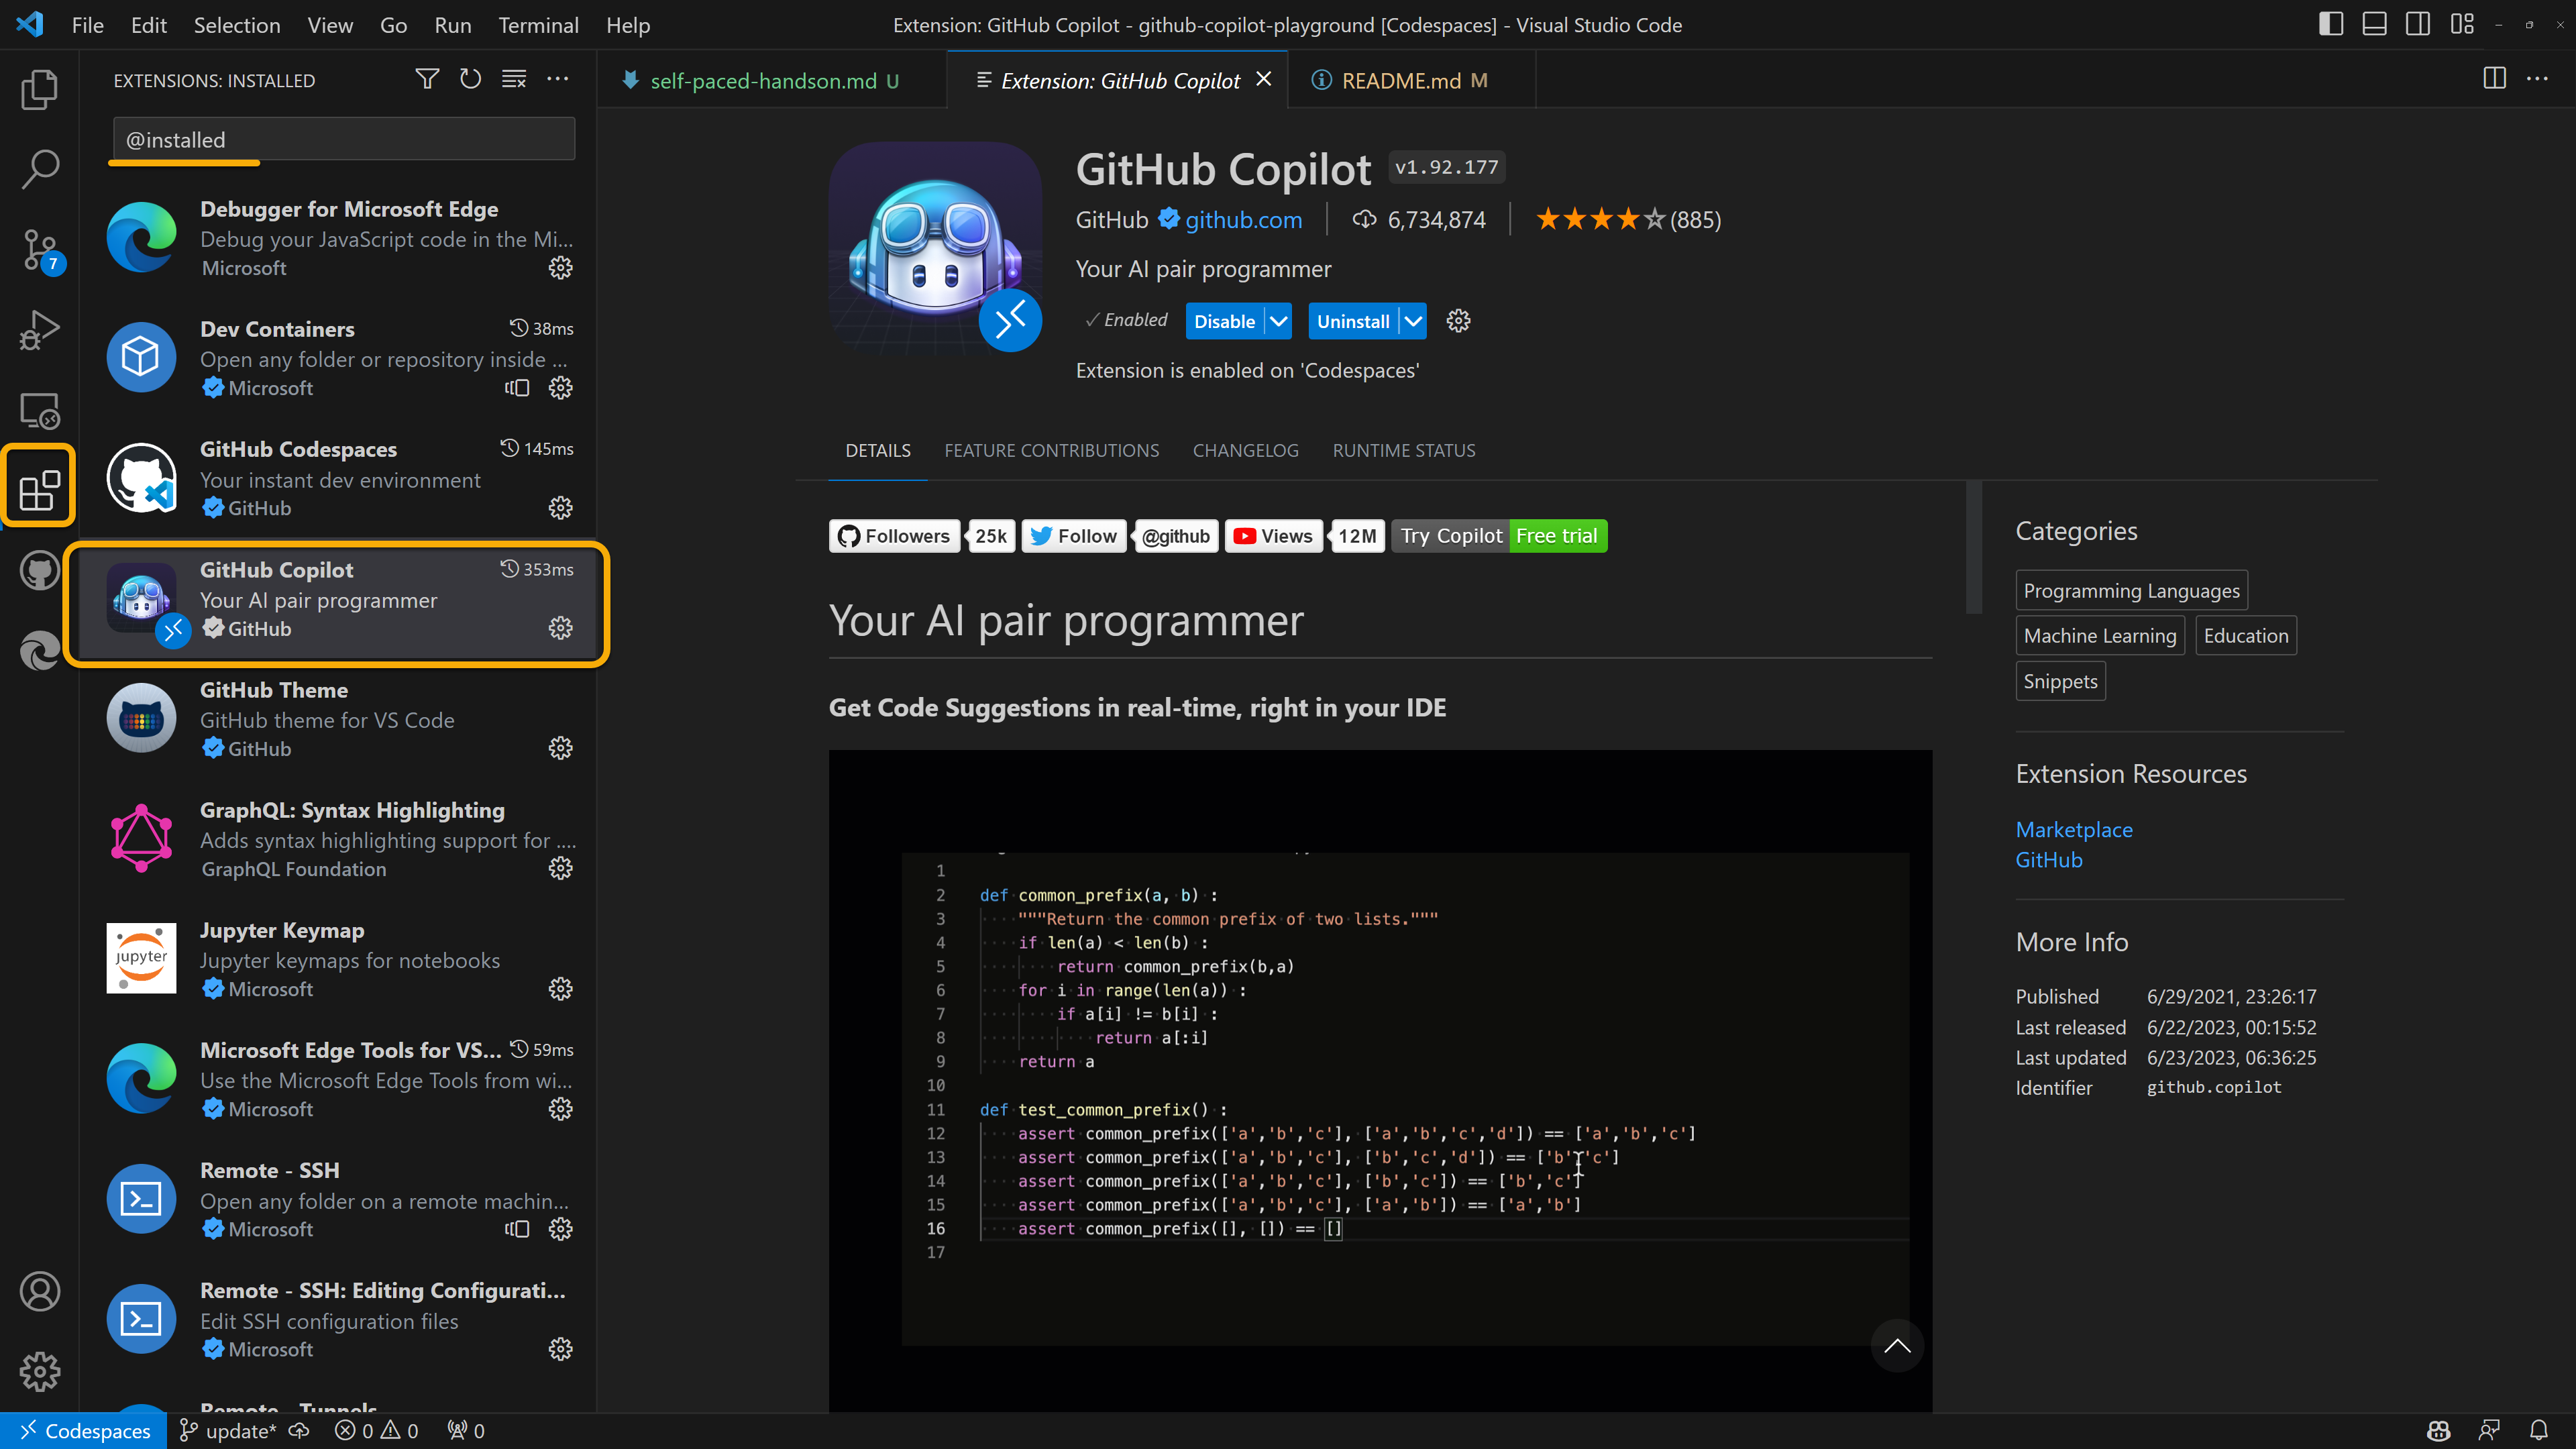 File Edit Selection View Go Run Terminal Help
Extension: GitHub Copilot - github-copilot-playground [Codespaces] - Visual Studio Code
EXTENSIONS: INSTALLED
@installed
7
Debugger for Microsoft Edge
Debug your JavaScript code in the Mi...
Microsoft
Dev Containers 38ms
Open any folder or repository inside ...
Microsoft
GitHub Codespaces 145ms
Your instant dev environment
GitHub
GitHub Copilot 353ms
Your AI pair programmer
GitHub
GitHub Theme
GitHub theme for VS Code
GitHub
GraphQL: Syntax Highlighting
Adds syntax highlighting support for ....
GraphQL Foundation
jupyter
Jupyter Keymap
Jupyter keymaps for notebooks
Microsoft
Microsoft Edge Tools for VS... 59ms
Use the Microsoft Edge Tools from wi...
Microsoft
Remote - SSH
Open any folder on a remote machin...
Microsoft
Remote - SSH: Editing Configurati...
Edit SSH configuration files
Microsoft
Remote - Tunnels
self-paced-handson.md U
Extension: GitHub Copilot
README.md M
GitHub Copilot v1.92.177
GitHub github.com 6,734,874 (885)
Your AI pair programmer
Enabled Disable Uninstall
Extension is enabled on 'Codespaces'
DETAILS FEATURE CONTRIBUTIONS CHANGELOG RUNTIME STATUS
Followers 25k Follow @github Views 12M Try Copilot Free trial
Your AI pair programmer
Get Code Suggestions in real-time, right in your IDE
1
2 def common_prefix(a, b) :
3 """Return the common prefix of two lists."""
4 if len(a) < len(b) :
5 return common_prefix(b,a)
6 for i in range(len(a)) :
7 if a[i] != b[i] :
8 return a[:i]
9 return a
10
11 def test_common_prefix() :
12 assert common_prefix(['a','b','c'], ['a','b','c','d']) == ['a','b','c']
13 assert common_prefix(['a','b','c'], ['b','c','d']) == ['b','c']
14 assert common_prefix(['a','b','c'], ['b','c']) == ['b','c']
15 assert common_prefix(['a','b','c'], ['a','b']) == ['a','b']
16 assert common_prefix([], []) == []
17
Categories
Programming Languages
Machine Learning Education
Snippets
Extension Resources
Marketplace
GitHub
More Info
Published 6/29/2021, 23:26:17
Last released 6/22/2023, 00:15:52
Last updated 6/23/2023, 06:36:25
Identifier github.copilot
Codespaces update* 0 0 0